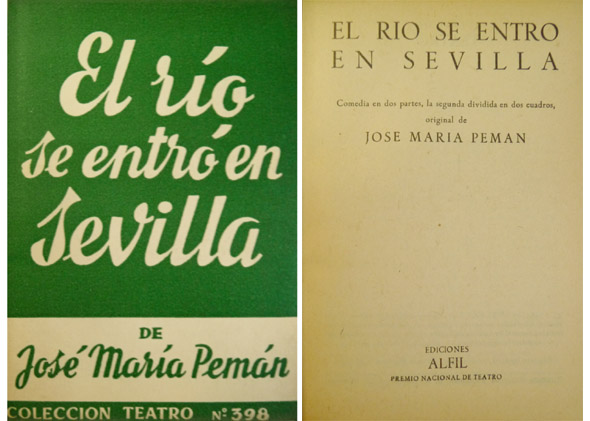 El río
se entró en
Sevilla
DE
José María Pemán
COLECCION TEATRO Nº 398
EL RIO SE ENTRO
EN SEVILLA
Comedia en dos partes, la segunda dividida en dos cuadros,
original de
JOSE MARIA PEMAN
EDICIONES
ALFIL
PREMIO NACIONAL DE TEATRO